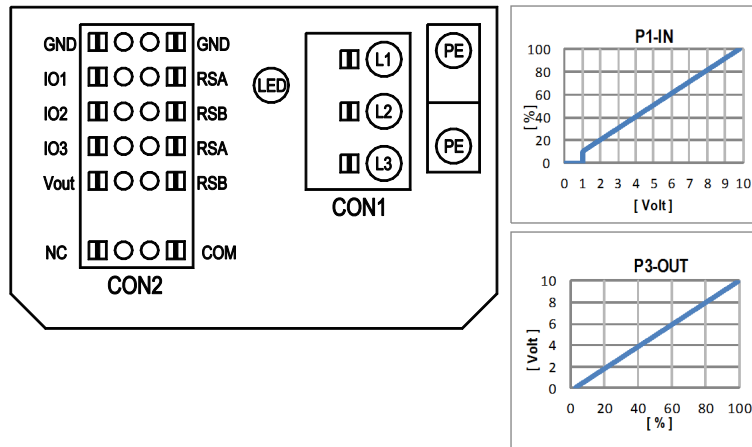 GND GND
IO1 RSA
IO2 RSB
IO3 RSA
Vout RSB
NC COM
CON2
LED
L1
L2
L3
CON1
PE
PE
P1-IN
[ % ]
100
80
60
40
20
0
0 1 2 3 4 5 6 7 8 9 10
[ Volt ]
P3-OUT
[ Volt ]
10
8
6
4
2
0
0 20 40 60 80 100
[ % ]